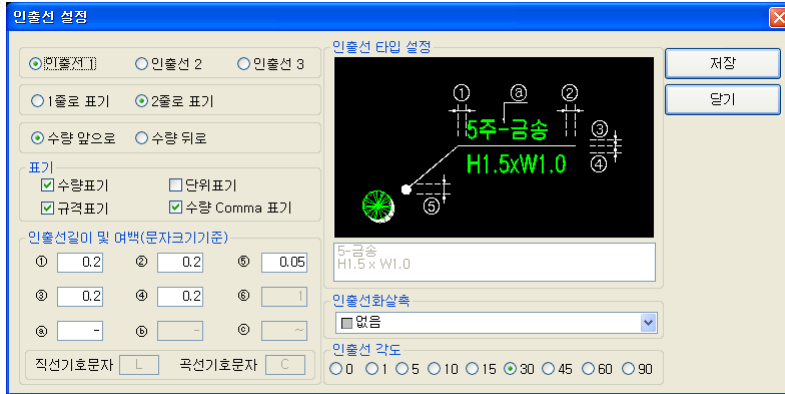 인출선 설정
인출선 1 인출선 2 인출선 3
1줄로 표기 2줄로 표기
수량 앞으로 수량 뒤로
표기
수량표기 단위표기
규격표기 수량 Comma 표기
인출선길이 및 여백(문자크기기준)
① 0.2 ② 0.2 ⑤ 0.05
③ 0.2 ④ 0.2 ⑥ 1
ⓐ - ⓑ - ⓒ ~
직선기호문자 L 곡선기호문자 C
인출선 타입 설정
① ⓐ ②
5주-금송 ③
H1.5xW1.0 ④
⑤
5-금송
H1.5 x W1.0
인출선화살촉
없음
인출선 각도
0 1 5 10 15 30 45 60 90
저장
닫기